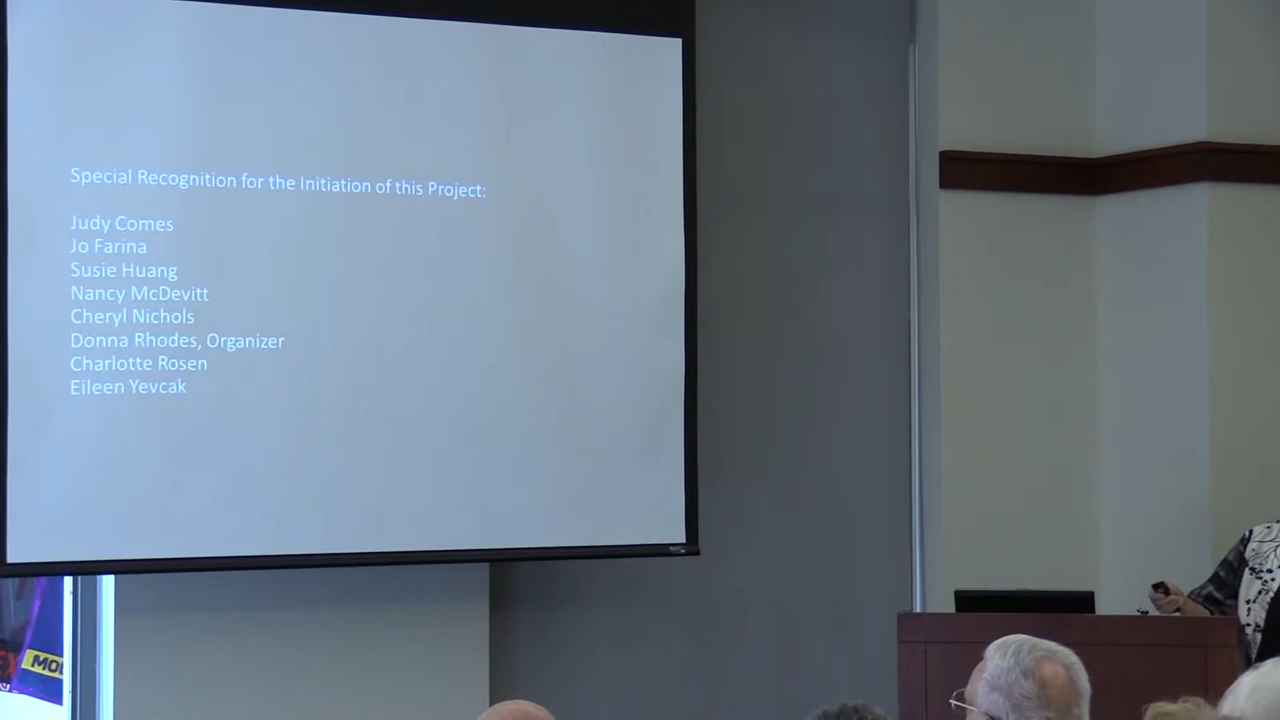 Special Recognition for the Initiation of this Project:
Judy Comes
Jo Farina
Susie Huang
Nancy McDevitt
Cheryl Nichols
Donna Rhodes, Organizer
Charlotte Rosen
Eileen Yevcak